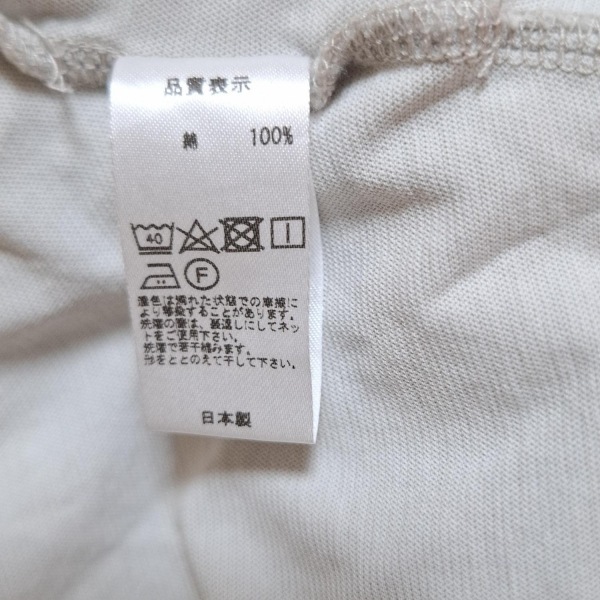 品質表示
綿 100%
40
F
濃色は濡れた状態での摩擦に
より移染することがあります。
洗濯の際は、裏返しにしてネッ
トをご使用下さい。
洗濯で若干縮みます。
形をととのえて干して下さい。
日本製